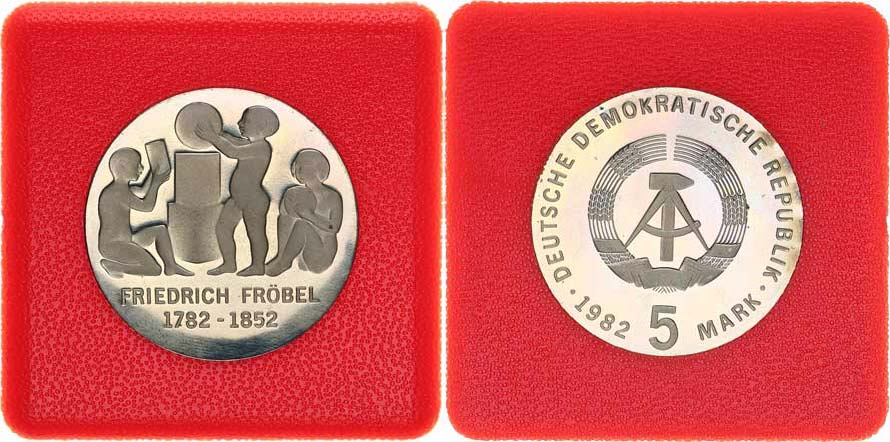 FRIEDRICH FRÖBEL
1782 - 1852
DEUTSCHE DEMOKRATISCHE REPUBLIK
· 1982 5 MARK ·